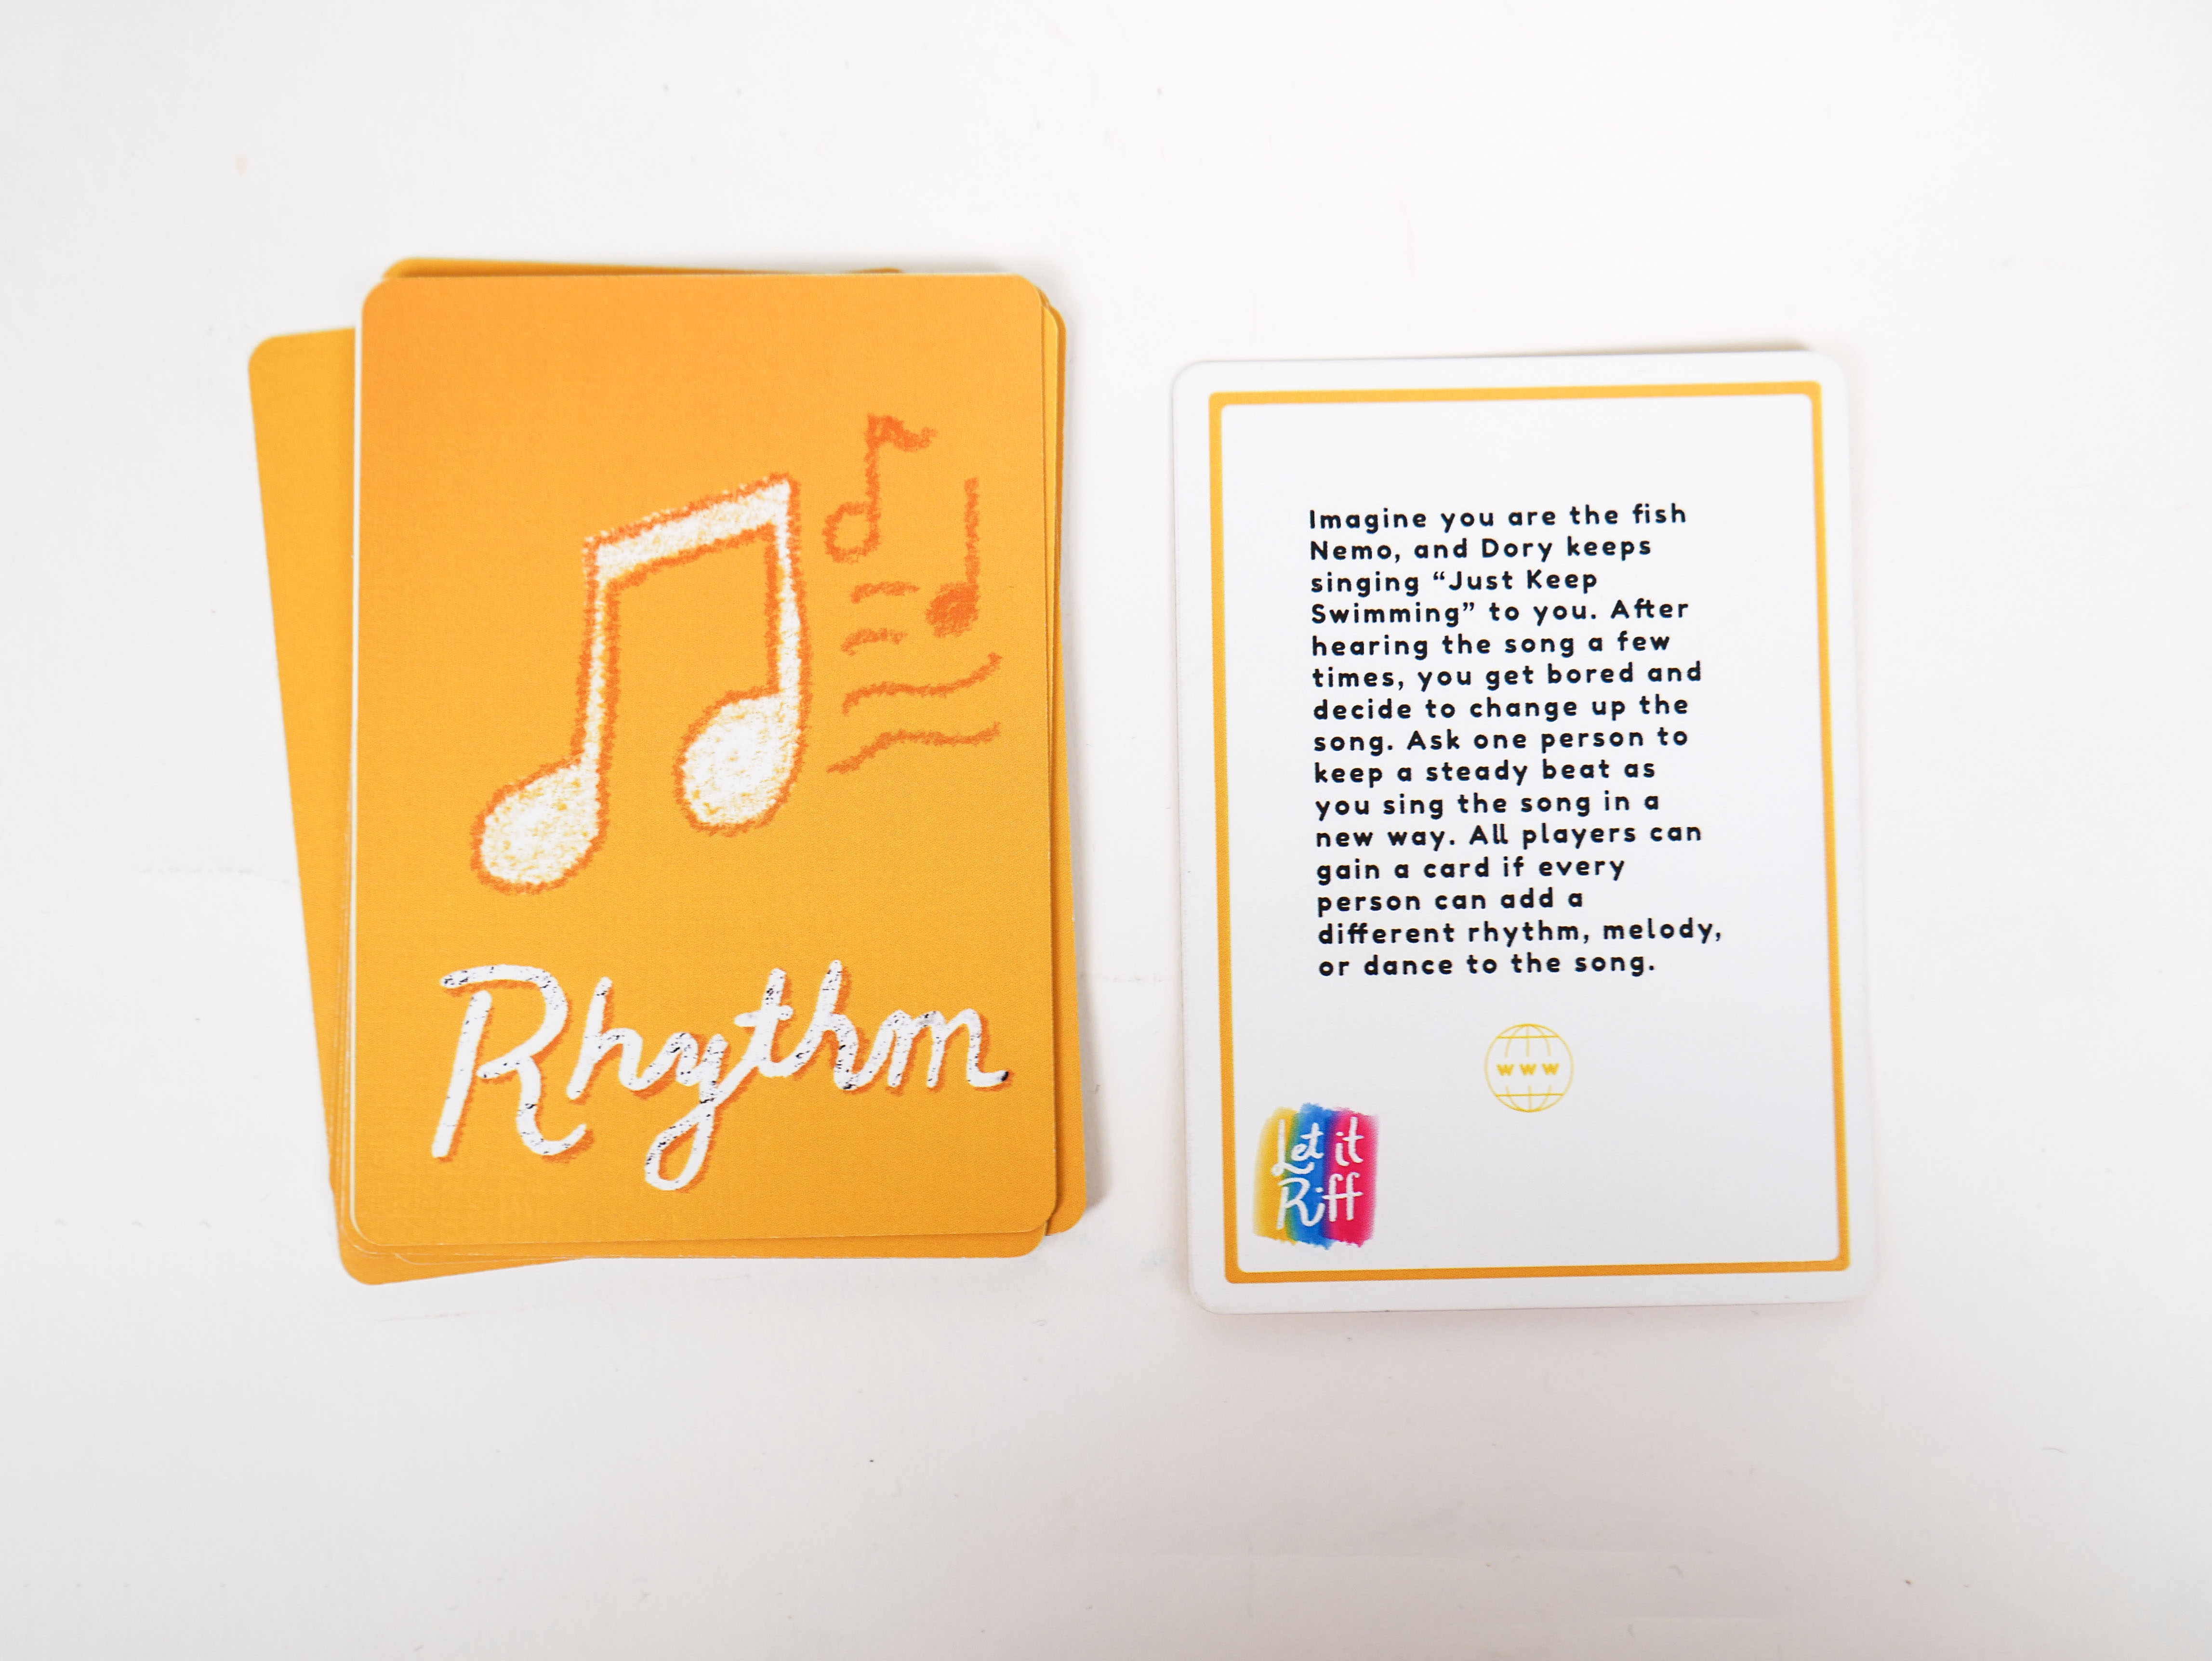 Rhythm
Imagine you are the fish
Nemo, and Dory keeps
singing “Just Keep
Swimming” to you. After
hearing the song a few
times, you get bored and
decide to change up the
song. Ask one person to
keep a steady beat as
you sing the song in a
new way. All players can
gain a card if every
person can add a
different rhythm, melody,
or dance to the song.
WWW
Let it
Riff